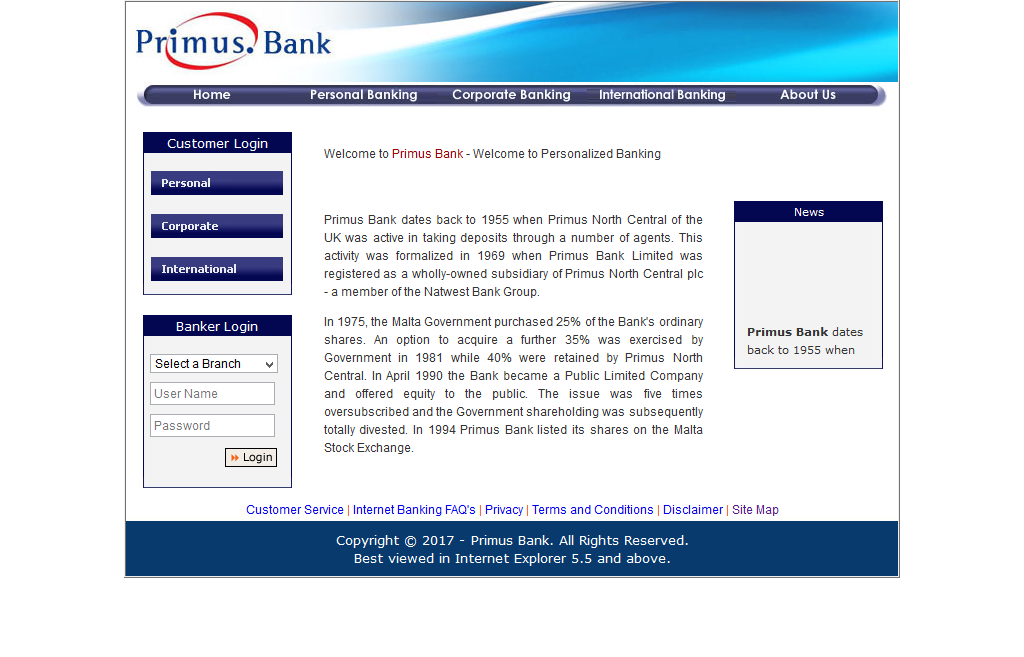 Primus. Bank
Home
Personal Banking
Corporate Banking
International Banking
About Us
Customer Login
Personal
Corporate
International
Banker Login
Select a Branch
User Name
Password
Login
Welcome to Primus Bank - Welcome to Personalized Banking
Primus Bank dates back to 1955 when Primus North Central of the
UK was active in taking deposits through a number of agents. This
activity was formalized in 1969 when Primus Bank Limited was
registered as a wholly-owned subsidiary of Primus North Central plc
- a member of the Natwest Bank Group.
In 1975, the Malta Government purchased 25% of the Bank's ordinary
shares. An option to acquire a further 35% was exercised by
Government in 1981 while 40% were retained by Primus North
Central. In April 1990 the Bank became a Public Limited Company
and offered equity to the public. The issue was five times
oversubscribed and the Government shareholding was subsequently
totally divested. In 1994 Primus Bank listed its shares on the Malta
Stock Exchange.
News
Primus Bank dates
back to 1955 when
Customer Service | Internet Banking FAQ's | Privacy | Terms and Conditions | Disclaimer | Site Map
Copyright © 2017 - Primus Bank. All Rights Reserved.
Best viewed in Internet Explorer 5.5 and above.